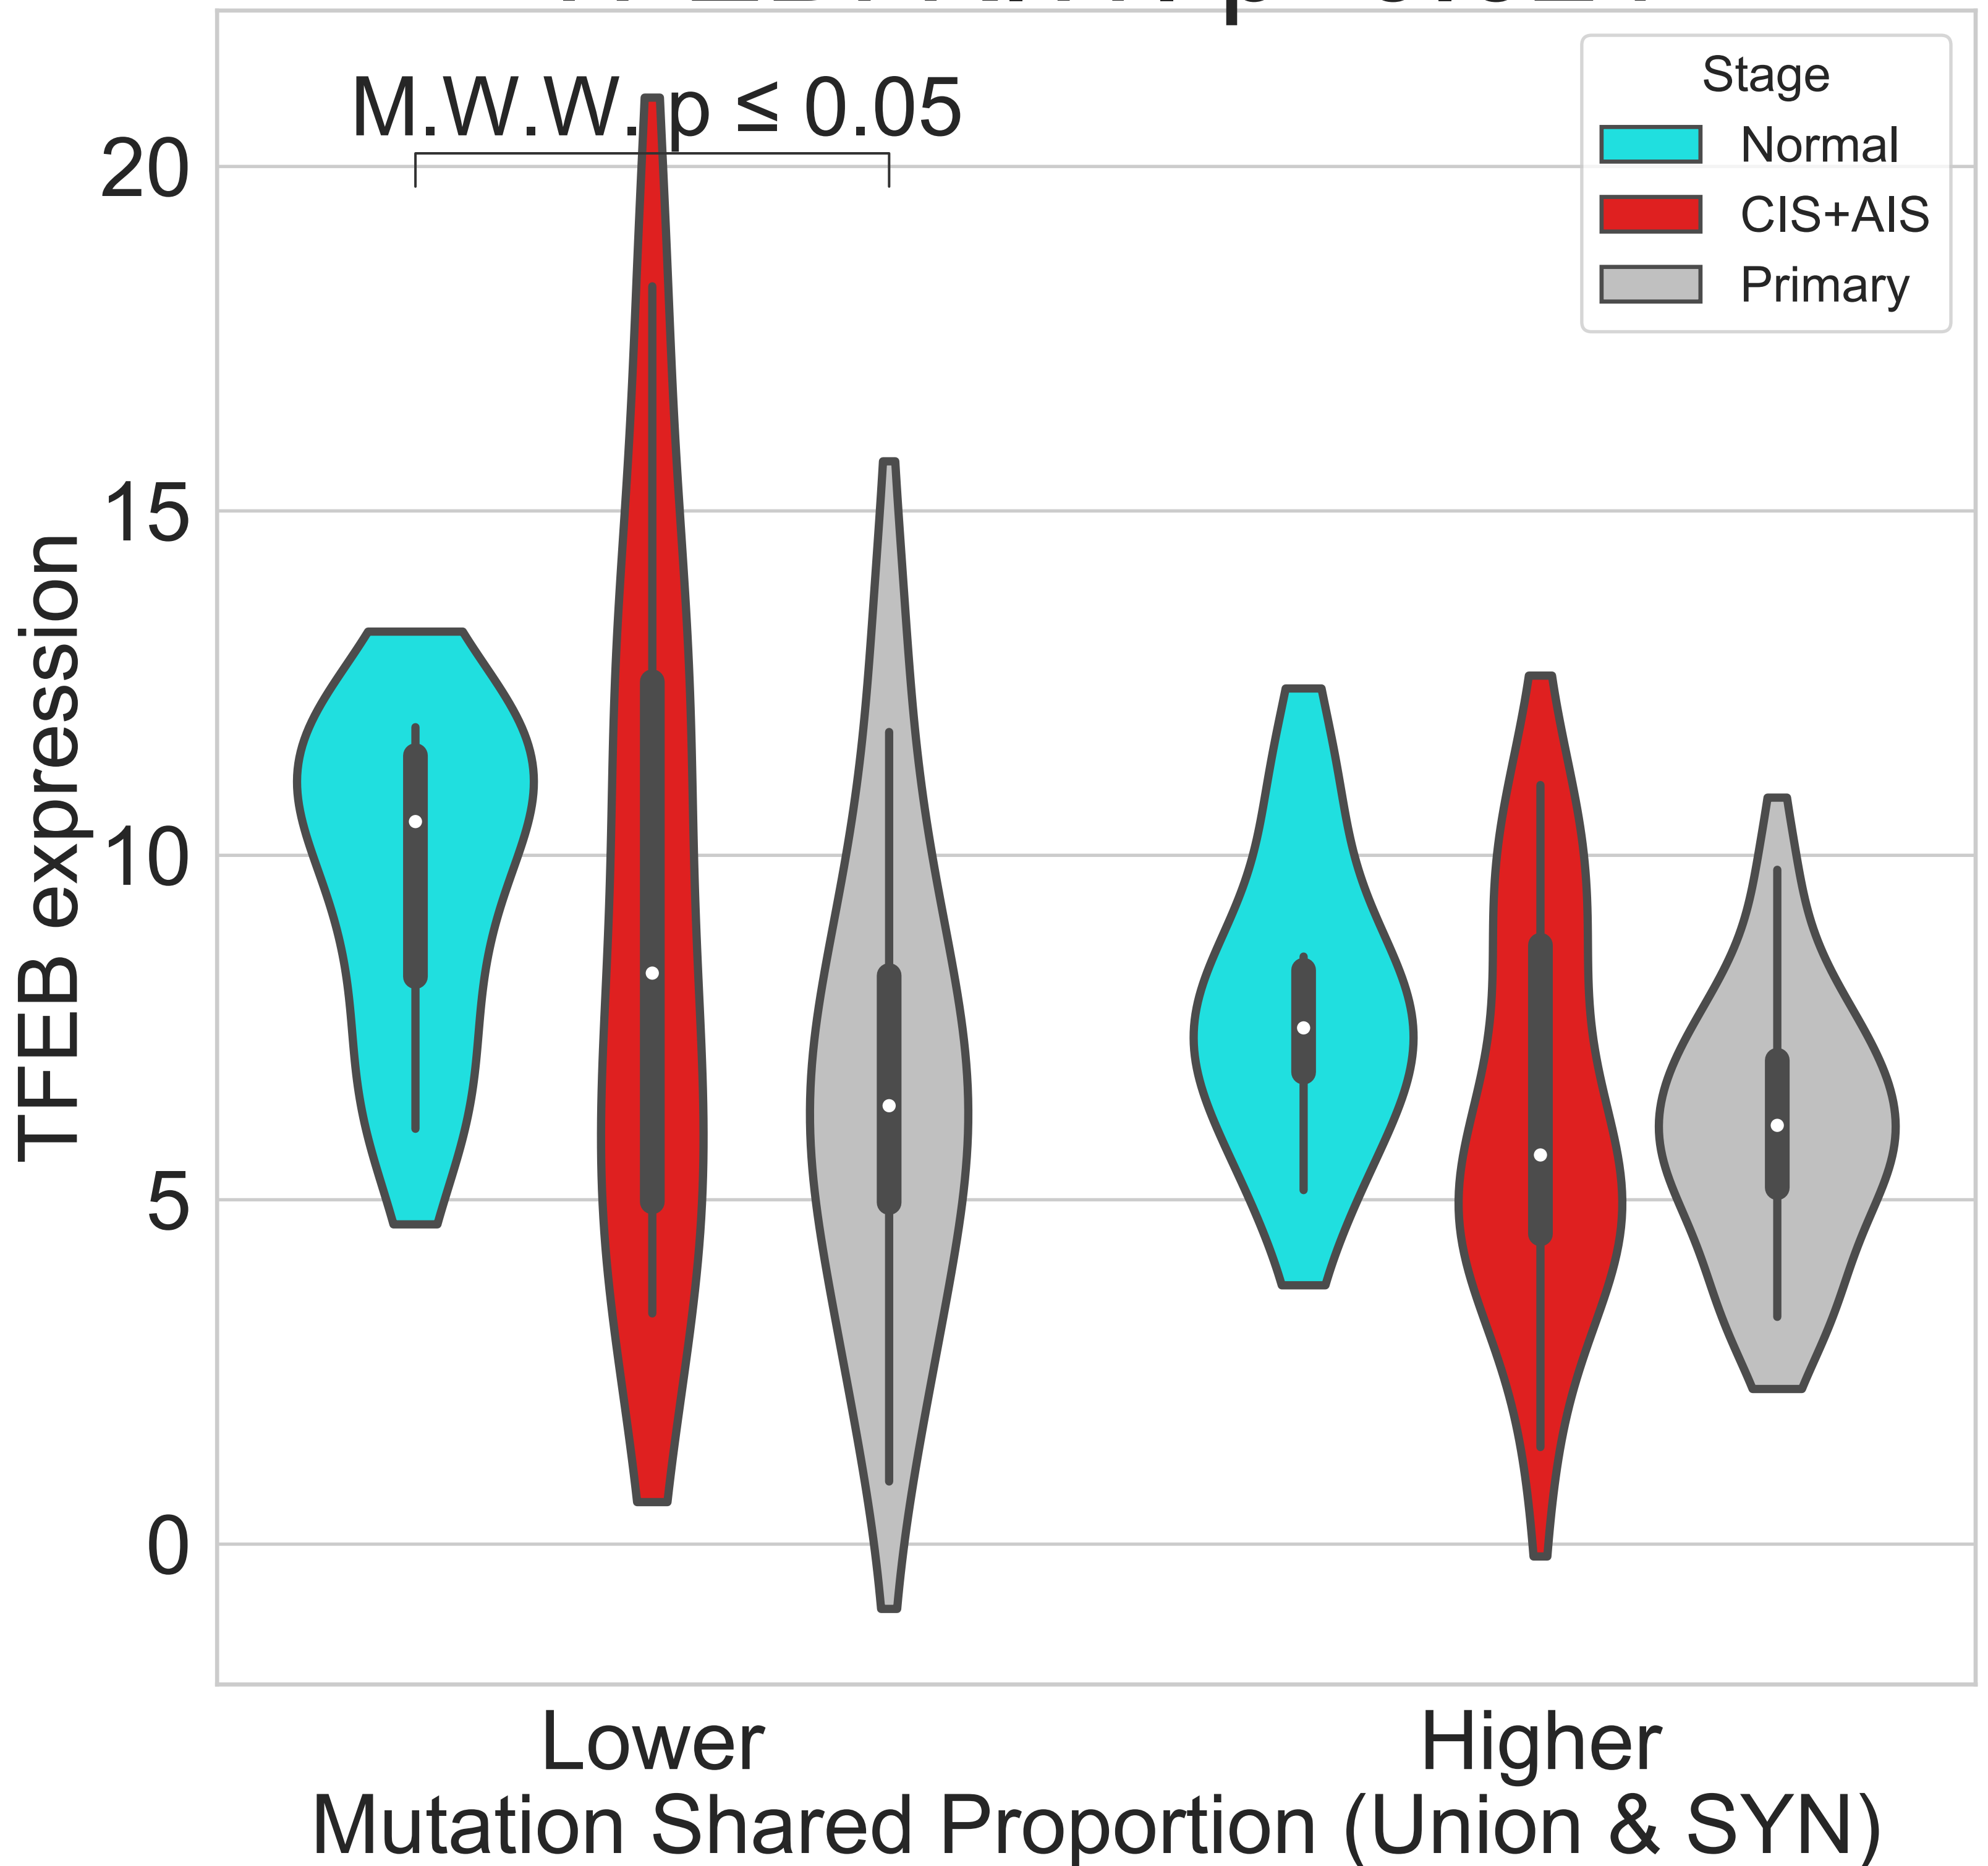 M.W.W. p ≤ 0.05
Stage
Normal
CIS+AIS
Primary
20
15
10
5
0
TFEB expression
Lower
Higher
Mutation Shared Proportion (Union & SYN)